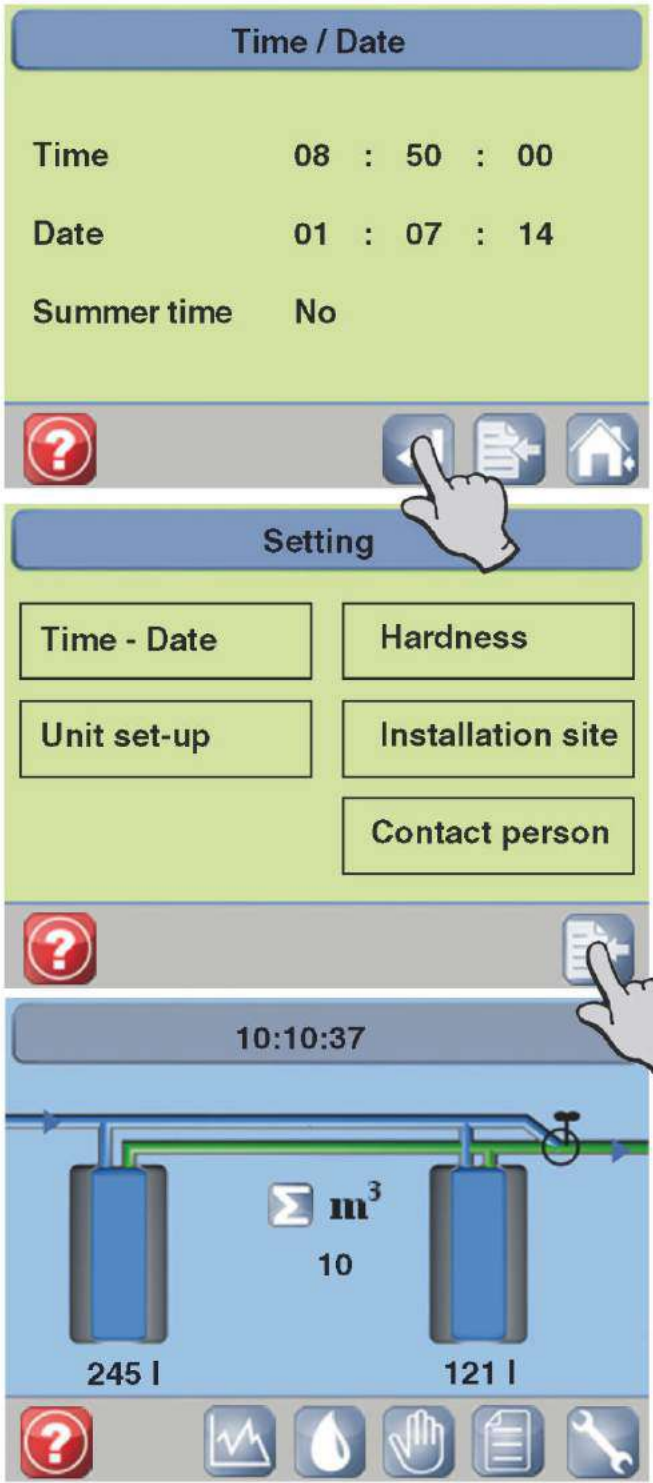 Time / Date
Time 08 : 50 : 00
Date 01 : 07 : 14
Summer time No
?
Setting
Time - Date Hardness
Unit set-up Installation site
Contact person
?
10:10:37
Σ m³
10
245 l 121 l
?